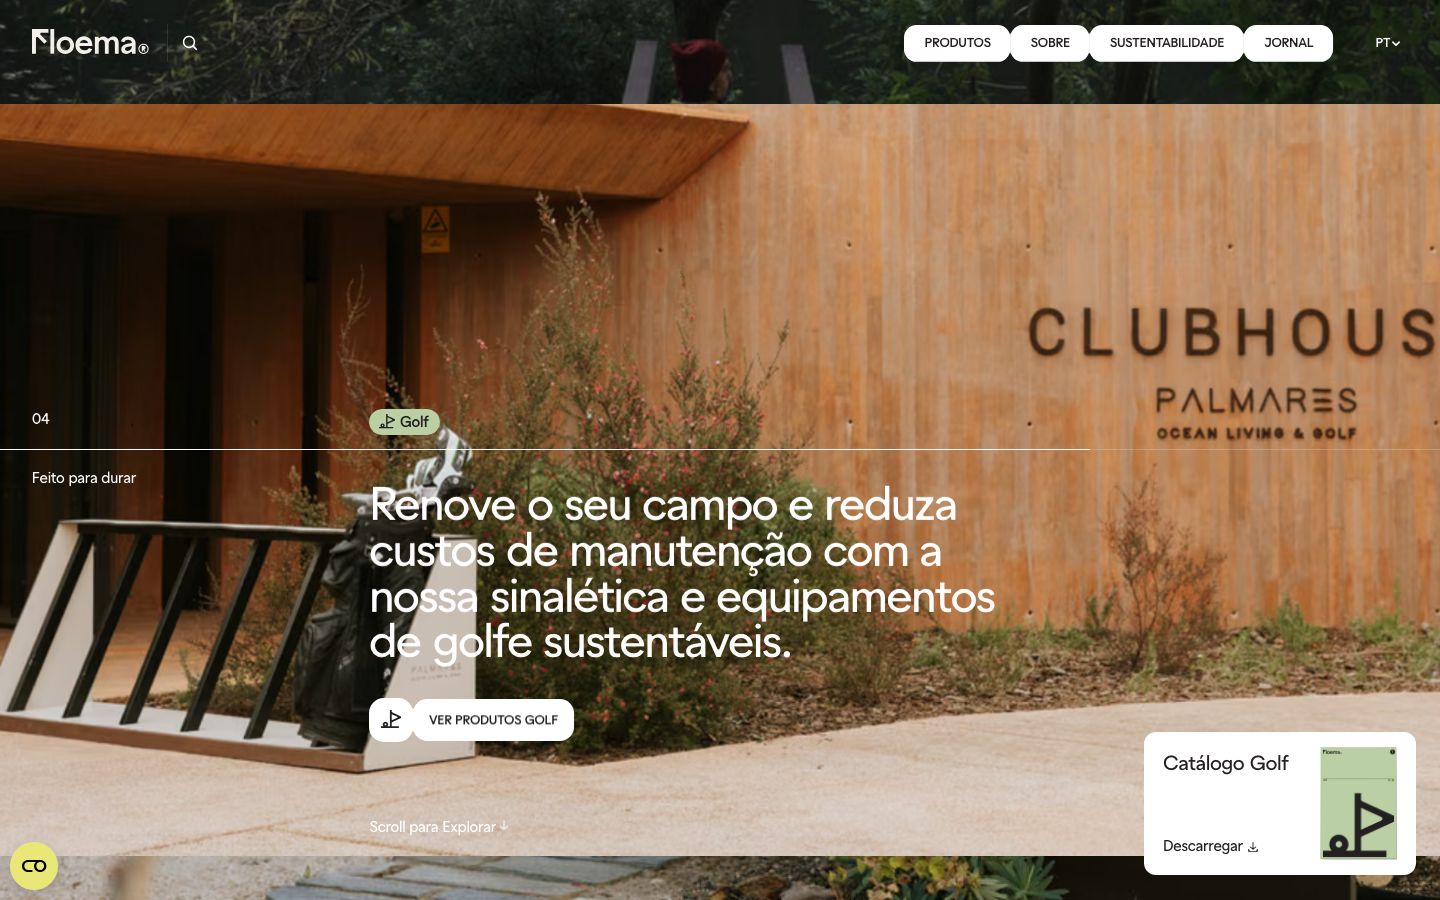 Floema®
PRODUTOS
SOBRE
SUSTENTABILIDADE
JORNAL
PT
CLUBHOUS
PALMARES
OCEAN LIVING & GOLF
04
Golf
Feito para durar
Renove o seu campo e reduza
custos de manutenção com a
nossa sinalética e equipamentos
de golfe sustentáveis.
PALMARES
VER PRODUTOS GOLF
Catálogo Golf
Floema.
Descarregar
Scroll para Explorar